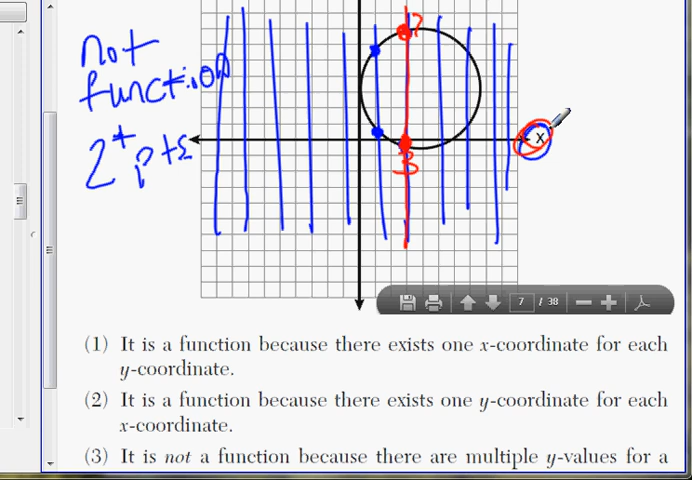 not
function
2+ pts
7
3
x
7 / 38
(1) It is a function because there exists one x-coordinate for each
y-coordinate.
(2) It is a function because there exists one y-coordinate for each
x-coordinate.
(3) It is not a function because there are multiple y-values for a